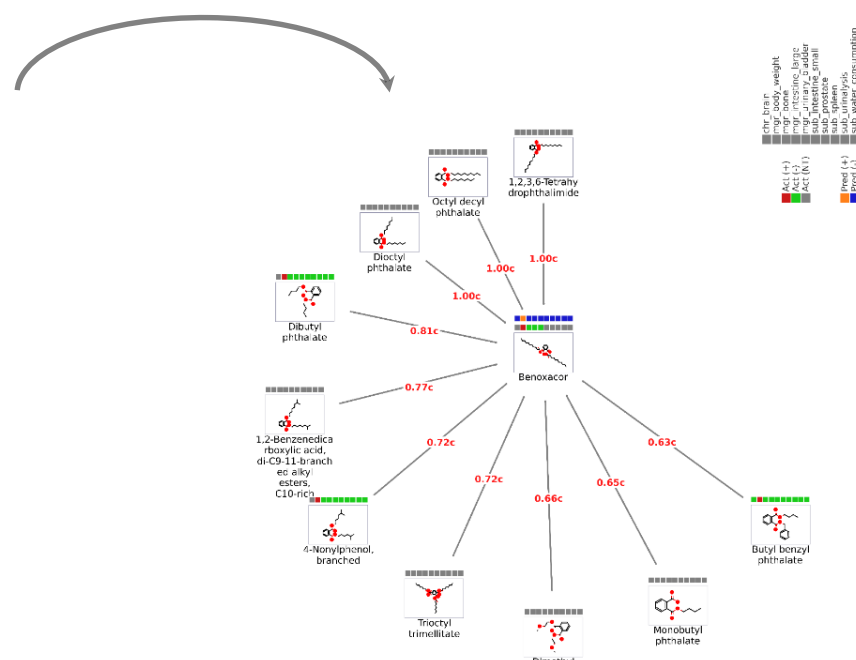 chr_brain
mgr_body_weight
mgr_bone
mgr_intestine_large
mgr_urinary_bladder
sub_intestine_small
sub_prostate
sub_spleen
sub_urinalysis
sub_water_consumption
Act (+)
Act (-)
Act (NT)
Pred (+)
Pred (-)
1,2,3,6-Tetrahy
drophthalimide
Octyl decyl
phthalate
Dioctyl
phthalate
1.00c
1.00c
1.00c
Dibutyl
phthalate
0.81c
Benoxacor
0.77c
1,2-Benzenedica
rboxylic acid,
di-C9-11-branch
ed alkyl
esters,
C10-rich
0.72c
0.63c
0.72c
0.65c
0.66c
4-Nonylphenol,
branched
Butyl benzyl
phthalate
Trioctyl
trimellitate
Monobutyl
phthalate